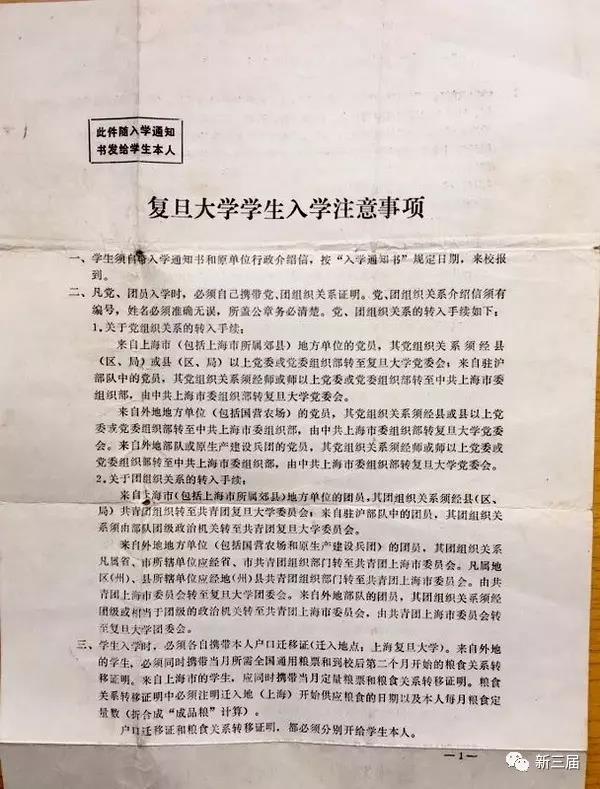 此件随入学通知
书发给学生本人
复旦大学学生入学注意事项
一、学生须自带入学通知书和原单位行政介绍信，按“入学通知书”规定日期，来校报
到。
二、凡党、团员入学时，必须自己携带党、团组织关系证明。党、团组织关系介绍信须有
编号，姓名必须准确无误，所盖公章务必清楚。党、团组织关系的转入手续如下：
1.关于党组织关系的转入手续：
来自上海市（包括上海市所属郊县）地方单位的党员，其党组织关系须经县
（区、局）或县（区、局）以上党委或党委组织部转至复旦大学党委会；来自驻沪
部队中的党员，其党组织关系须经师或师以上党委或党委组织部转至中共上海市委
组织部，由中共上海市委组织部转复旦大学党委会。
来自外地地方单位（包括国营农场）的党员，其党组织关系须经县或县以上党
委或党委组织部转至中共上海市委组织部，由中共上海市委组织部转复旦大学党委
会。来自外地部队或原生产建设兵团的党员，其党组织关系须经师或师以上党委或
党委组织部转至中共上海市委组织部，由中共上海市委组织部转复旦大学党委会。
2.关于团组织关系的转入手续：
来自上海市（包括上海市所属郊县）地方单位的团员，其团组织关系须经县（区、
局）共青团组织转至共青团复旦大学委员会；来自驻沪部队中的团员，其团组织关
系须由部队团级政治机关转至共青团复旦大学委员会。
来自外地地方单位（包括国营农场和原生产建设兵团）的团员，其团组织关系
凡属省、市所辖单位应经省、市共青团组织部门转至共青团上海市委员会。凡属地
区（州）、县所辖单位应经地（州）县共青团组织部门转至共青团上海市委员会。由共
青团上海市委员会转至复旦大学团委会。来自外地部队的团员，其团组织关系须经
团级或相当于团级的政治机关转至共青团上海市委员会，由共青团上海市委员会转
至复旦大学团委会。
三、学生入学时，必须各自携带本人户口迁移证（迁入地点：上海复旦大学）。来自外地
的学生，必须同时携带当月所需全国通用粮票和到校后第二个月开始的粮食关系转
移证明。来自上海市的学生，应同时携带当月定量粮票和粮食关系转移证明。粮食
关系转移证明中必须注明迁入地（上海）开始供应粮食的日期以及本人每月粮食定
量数（折合成“成品粮”计算）。
户口迁移证和粮食关系转移证明，都必须分别开给学生本人。
—1—
新三届